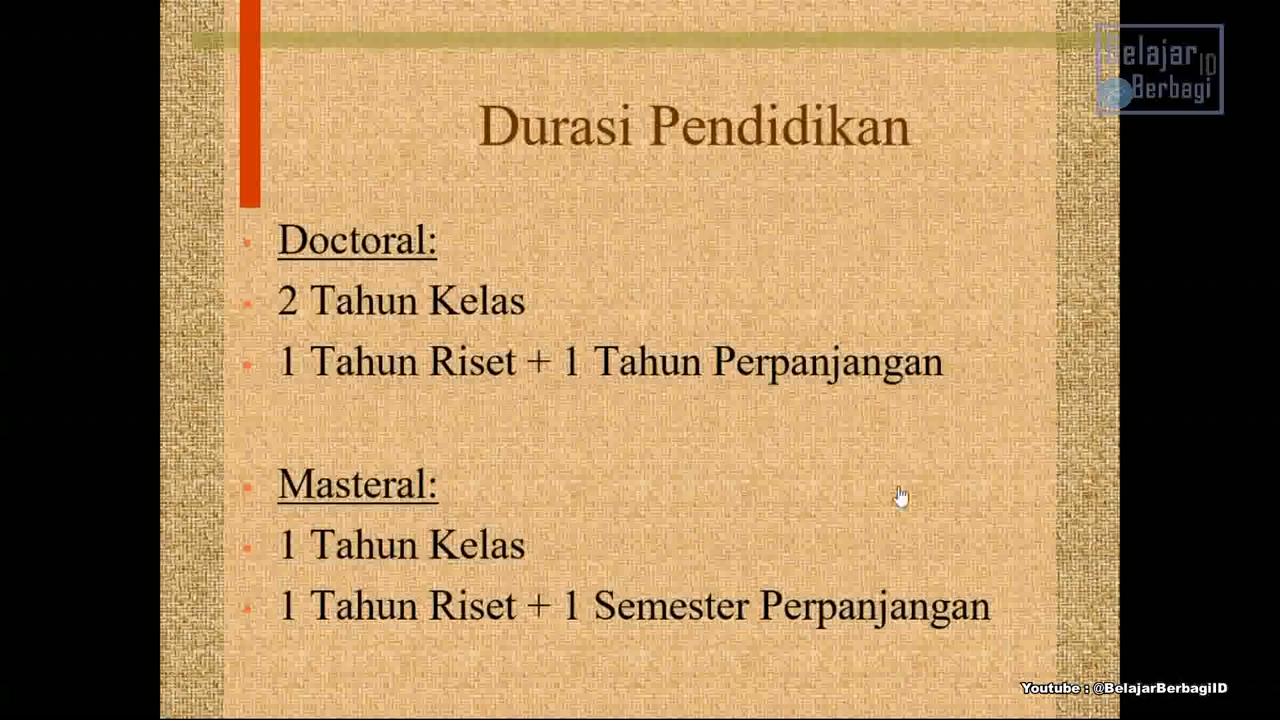 Belajar ID
Berbagi
Durasi Pendidikan
Doctoral:
2 Tahun Kelas
1 Tahun Riset + 1 Tahun Perpanjangan
Masteral:
1 Tahun Kelas
1 Tahun Riset + 1 Semester Perpanjangan
Youtube : @BelajarBerbagiID